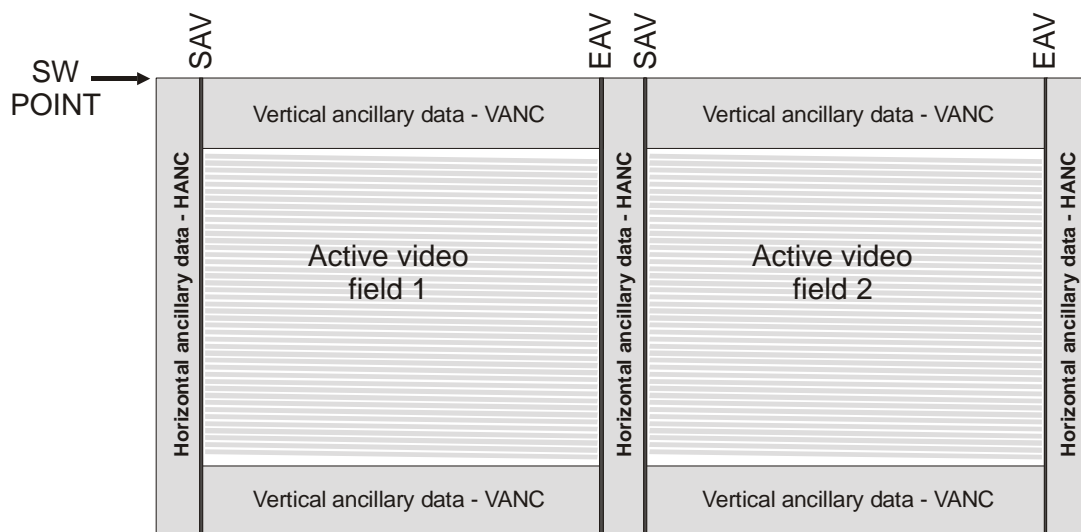 SAV
EAV
SAV
EAV
SW
POINT
Vertical ancillary data - VANC
Vertical ancillary data - VANC
Horizontal ancillary data - HANC
Active video
field 1
Horizontal ancillary data - HANC
Active video
field 2
Horizontal ancillary data - HANC
Vertical ancillary data - VANC
Vertical ancillary data - VANC